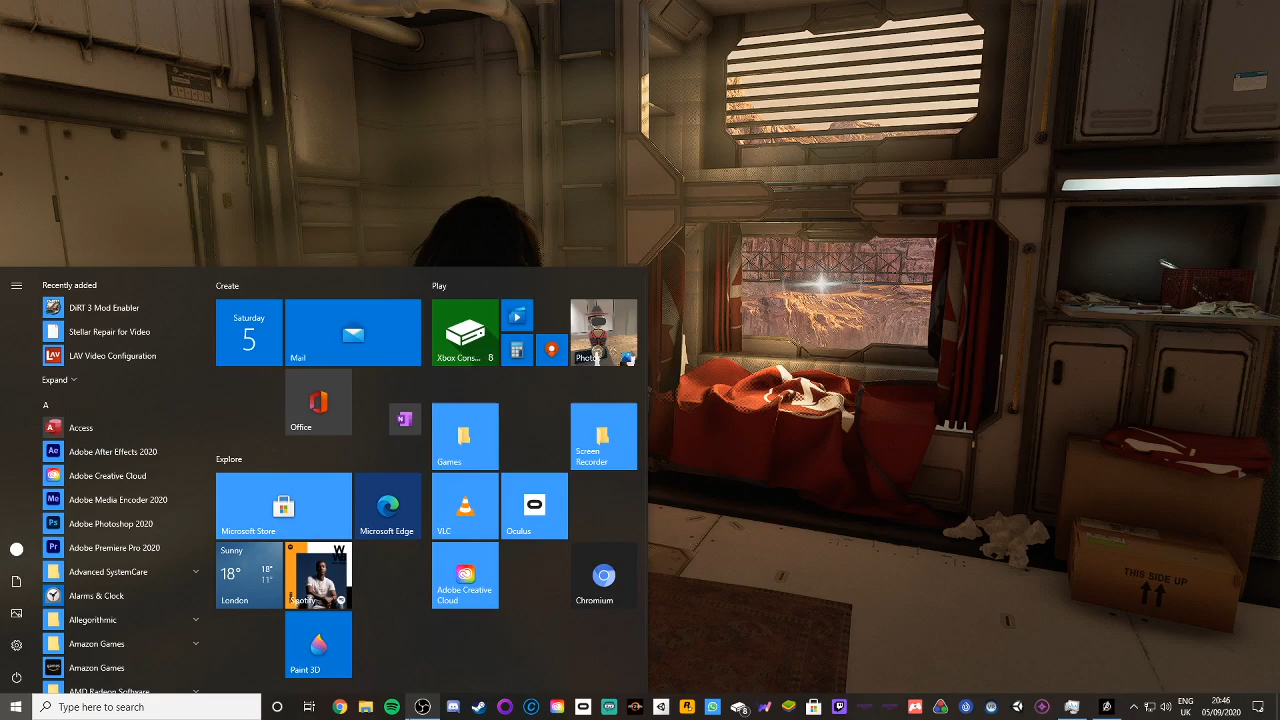 Recently added
DiRT 3 Mod Enabler
Stellar Repair for Video
LAV Video Configuration
Expand
A
Access
Adobe After Effects 2020
Adobe Creative Cloud
Adobe Media Encoder 2020
Adobe Photoshop 2020
Adobe Premiere Pro 2020
Advanced SystemCare
Alarms & Clock
Allegorithmic
Amazon Games
Amazon Games
AMD Radeon Software
Create
Saturday
5
Mail
Office
Explore
Microsoft Store
Microsoft Edge
Sunny
18°
18°
11°
London
Spotify
Paint 3D
Play
Xbox Cons... 8
Photos
Games
Screen
Recorder
VLC
Oculus
Adobe Creative
Cloud
Chromium
THIS SIDE UP
Type here to search
ENG
UK
20:46
05/09/2020